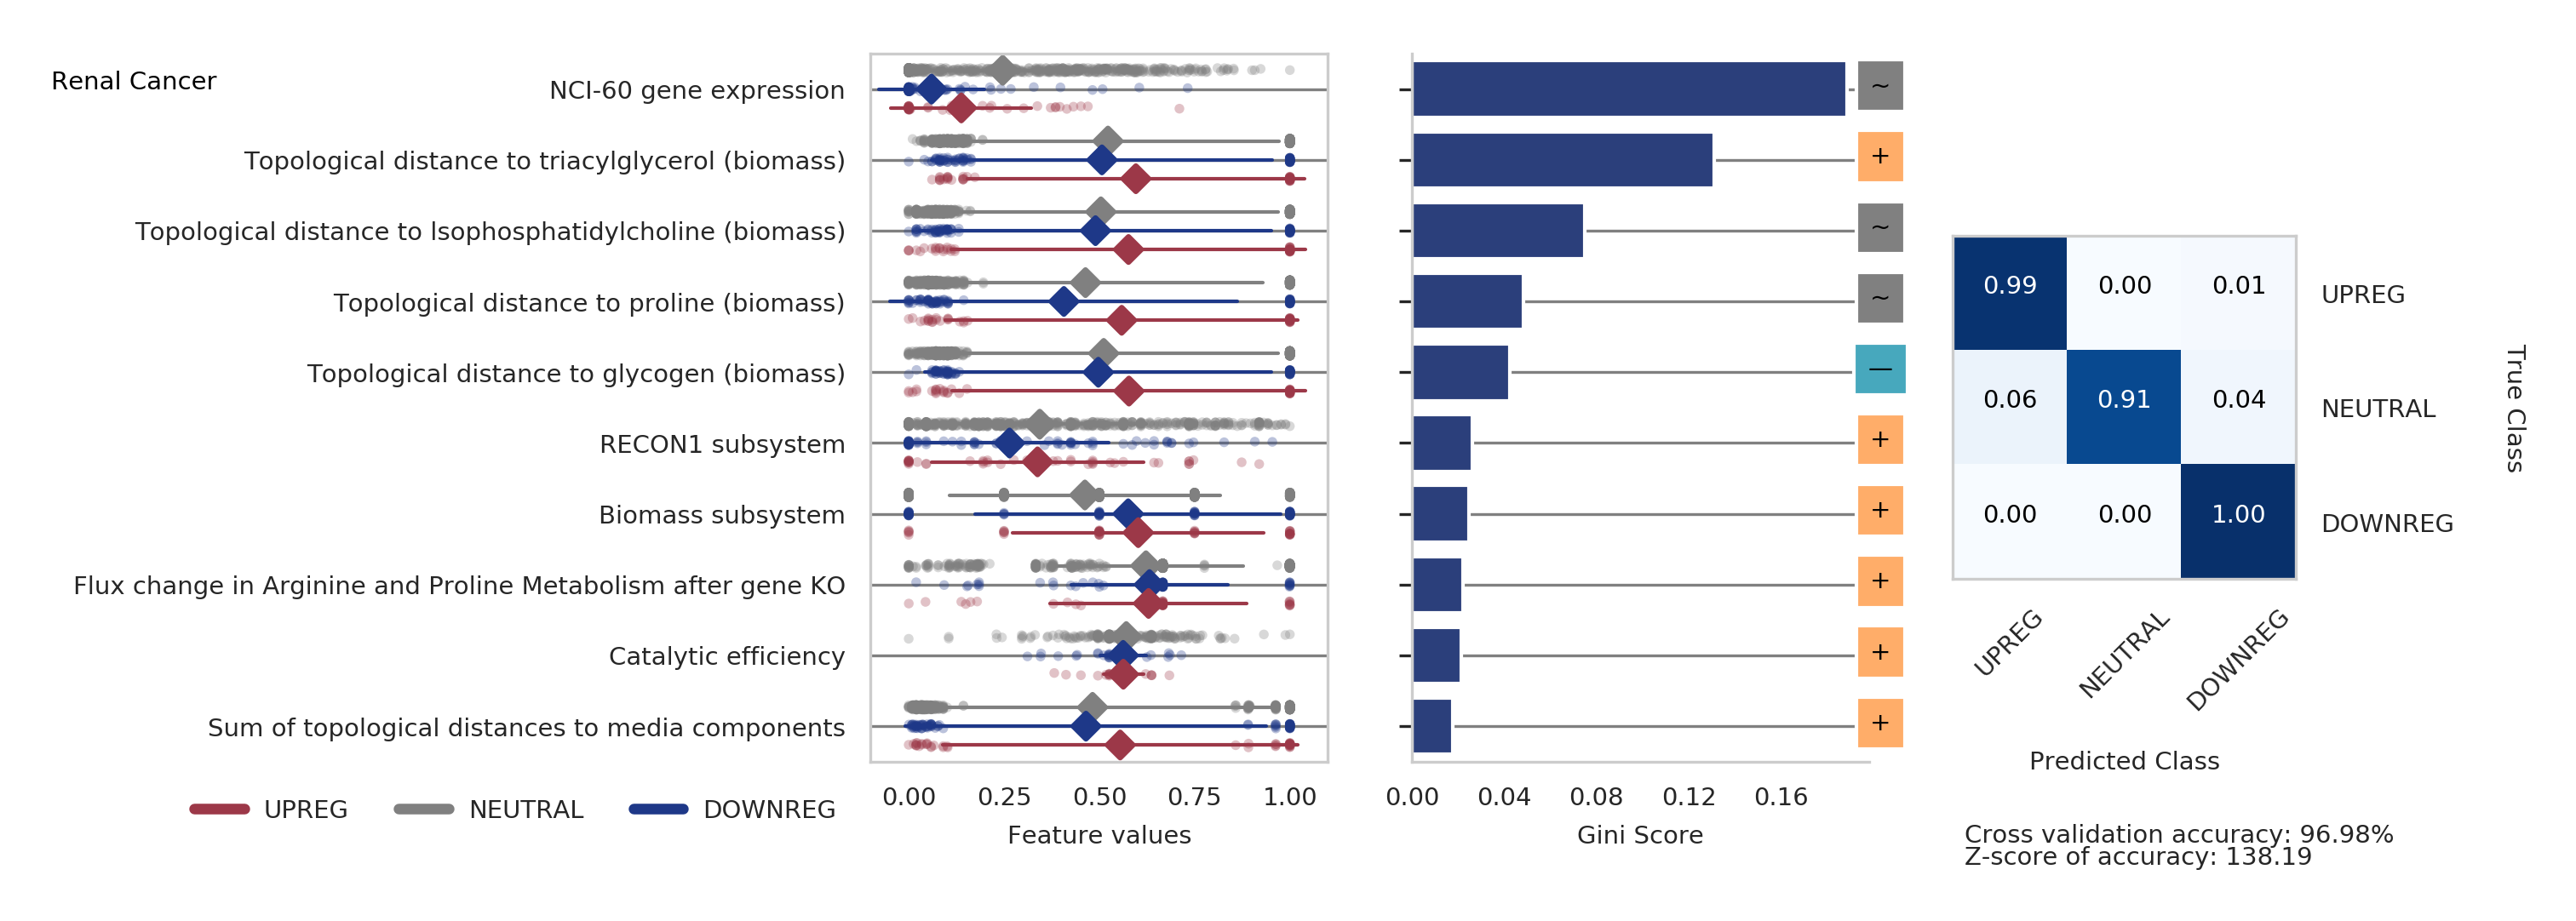 Renal Cancer
NCI-60 gene expression
Topological distance to triacylglycerol (biomass)
Topological distance to lsophosphatidylcholine (biomass)
Topological distance to proline (biomass)
Topological distance to glycogen (biomass)
RECON1 subsystem
Biomass subsystem
Flux change in Arginine and Proline Metabolism after gene KO
Catalytic efficiency
Sum of topological distances to media components
UPREG NEUTRAL DOWNREG
0.00 0.25 0.50 0.75 1.00
Feature values
~
+
~
~
—
+
+
+
+
+
0.00 0.04 0.08 0.12 0.16
Gini Score
0.99 0.00 0.01 UPREG
0.06 0.91 0.04 NEUTRAL
0.00 0.00 1.00 DOWNREG
True Class
UPREG NEUTRAL DOWNREG
Predicted Class
Cross validation accuracy: 96.98%
Z-score of accuracy: 138.19